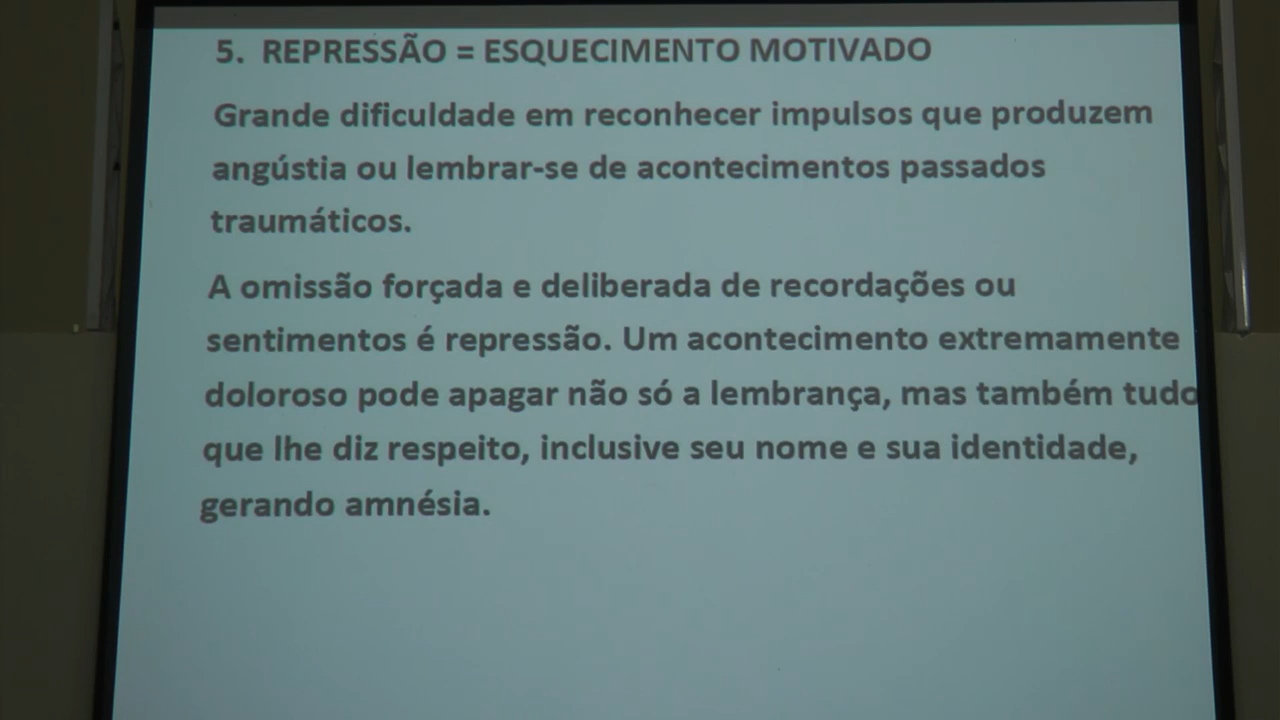 5. REPRESSÃO = ESQUECIMENTO MOTIVADO
Grande dificuldade em reconhecer impulsos que produzem
angústia ou lembrar-se de acontecimentos passados
traumáticos.
A omissão forçada e deliberada de recordações ou
sentimentos é repressão. Um acontecimento extremamente
doloroso pode apagar não só a lembrança, mas também tudo
que lhe diz respeito, inclusive seu nome e sua identidade,
gerando amnésia.